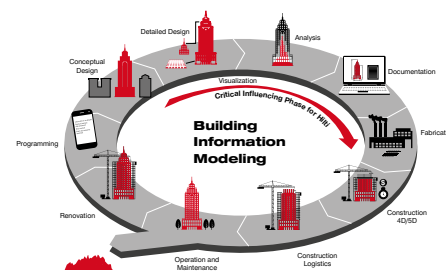 Detailed Design
Analysis
Conceptual
Design
Visualization
Documentation
Critical Influencing Phase for Hilti
Programming
Building
Information
Modeling
Fabricat
Renovation
Construction
4D/5D
Operation and
Maintenance
Construction
Logistics